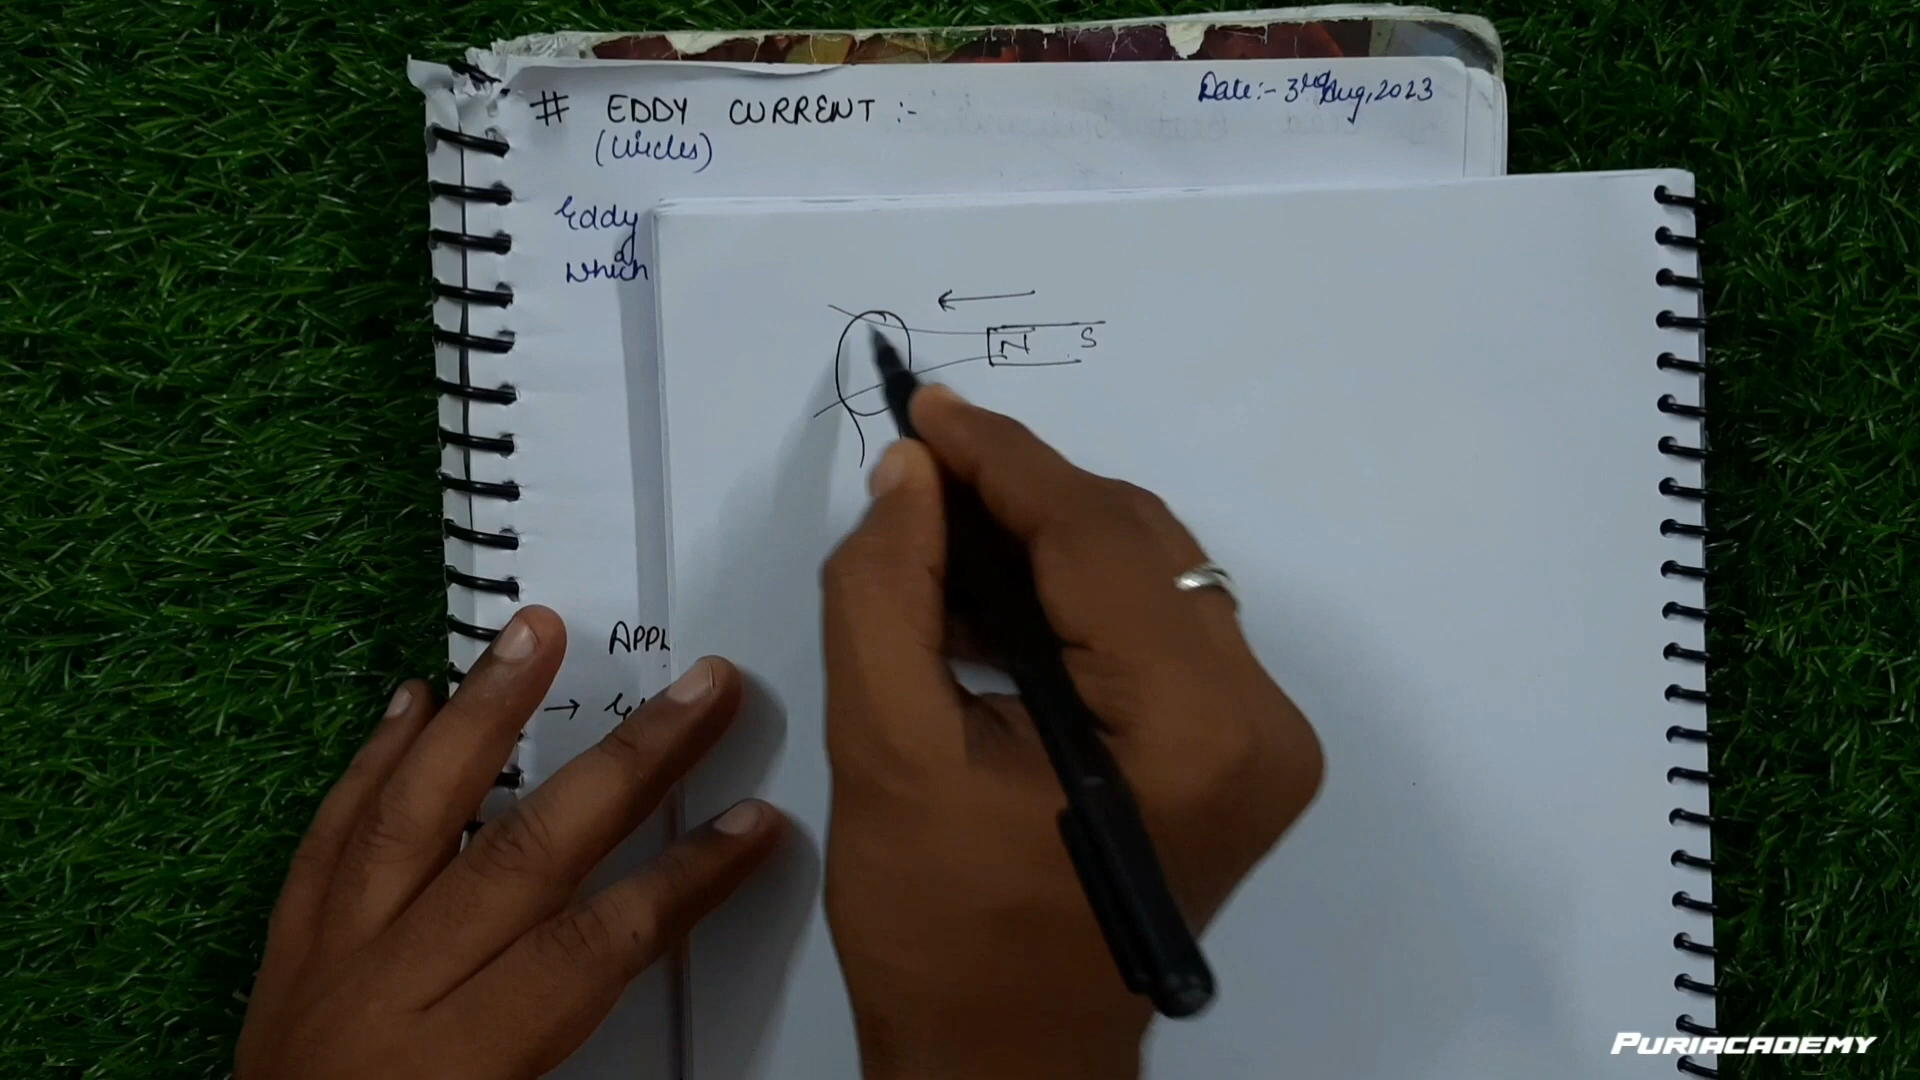 # EDDY CURRENT :-
Date:- 3rd Aug, 2023
(Circles)
Eddy
which
N S
APPL
→
PURIACADEMY